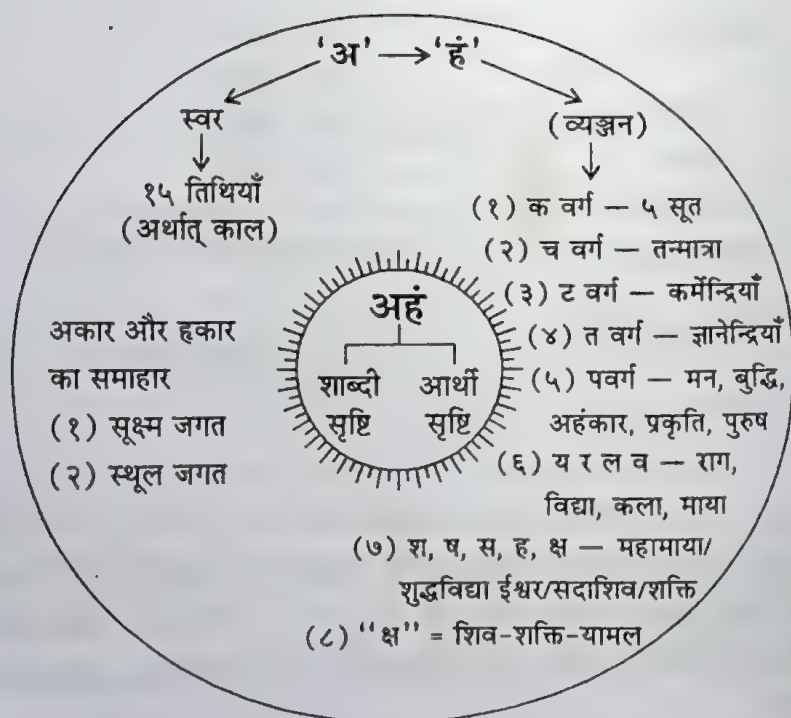 ‘अ’ → ‘हं’
स्वर
१५ तिथियाँ
(अर्थात् काल)
अकार और हृकार
का समाहार
(१) सूक्ष्म जगत
(२) स्थूल जगत
अहं
शाब्दी आर्थी
सृष्टि सृष्टि
(व्यञ्जन)
(१) क वर्ग — ५ सूत
(२) च वर्ग — तन्मात्रा
(३) ट वर्ग — कर्मेन्द्रियाँ
(४) त वर्ग — ज्ञानेन्द्रियाँ
(५) पवर्ग — मन, बुद्धि,
अहंकार, प्रकृति, पुरुष
(६) य र ल व — राग,
विद्या, कला, माया
(७) श, ष, स, ह, क्ष — महामाया/
शुद्धविद्या ईश्वर/सदाशिव/शक्ति
(८) “क्ष” = शिव-शक्ति-यामल